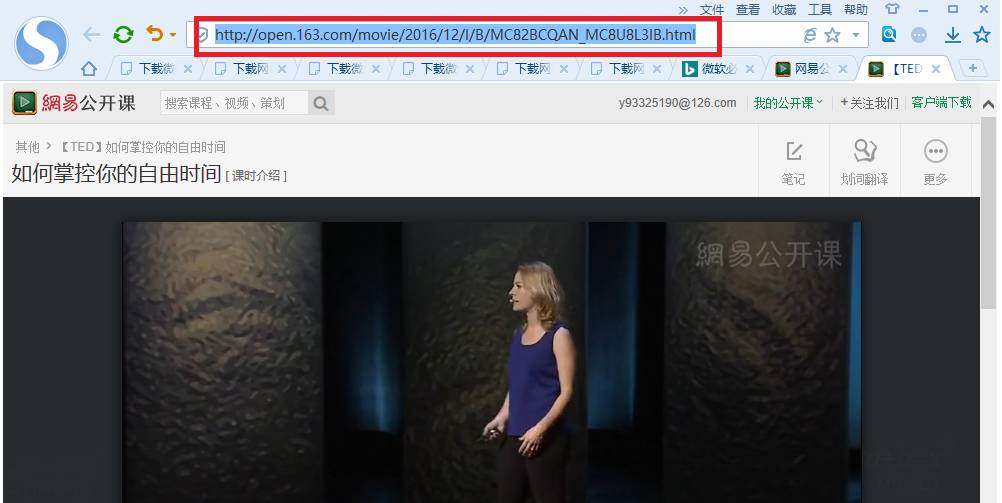 » 文件 查看 收藏 工具 帮助
http://open.163.com/movie/2016/12/I/B/MC82BCQAN_MC8U8L3IB.html
下载微 下载网 下载微 下载微 下载网 下载网 微软必 网易公 【TED
網易公开课 搜索课程、视频、策划 y93325190@126.com 我的公开课 +关注我们 客户端下载
其他 > 【TED】如何掌控你的自由时间
如何掌控你的自由时间 [ 课时介绍 ]
笔记 划词翻译 更多
網易公开课